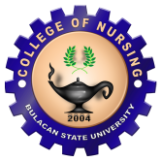 COLLEGE OF NURSING
2004
BULACAN STATE UNIVERSITY